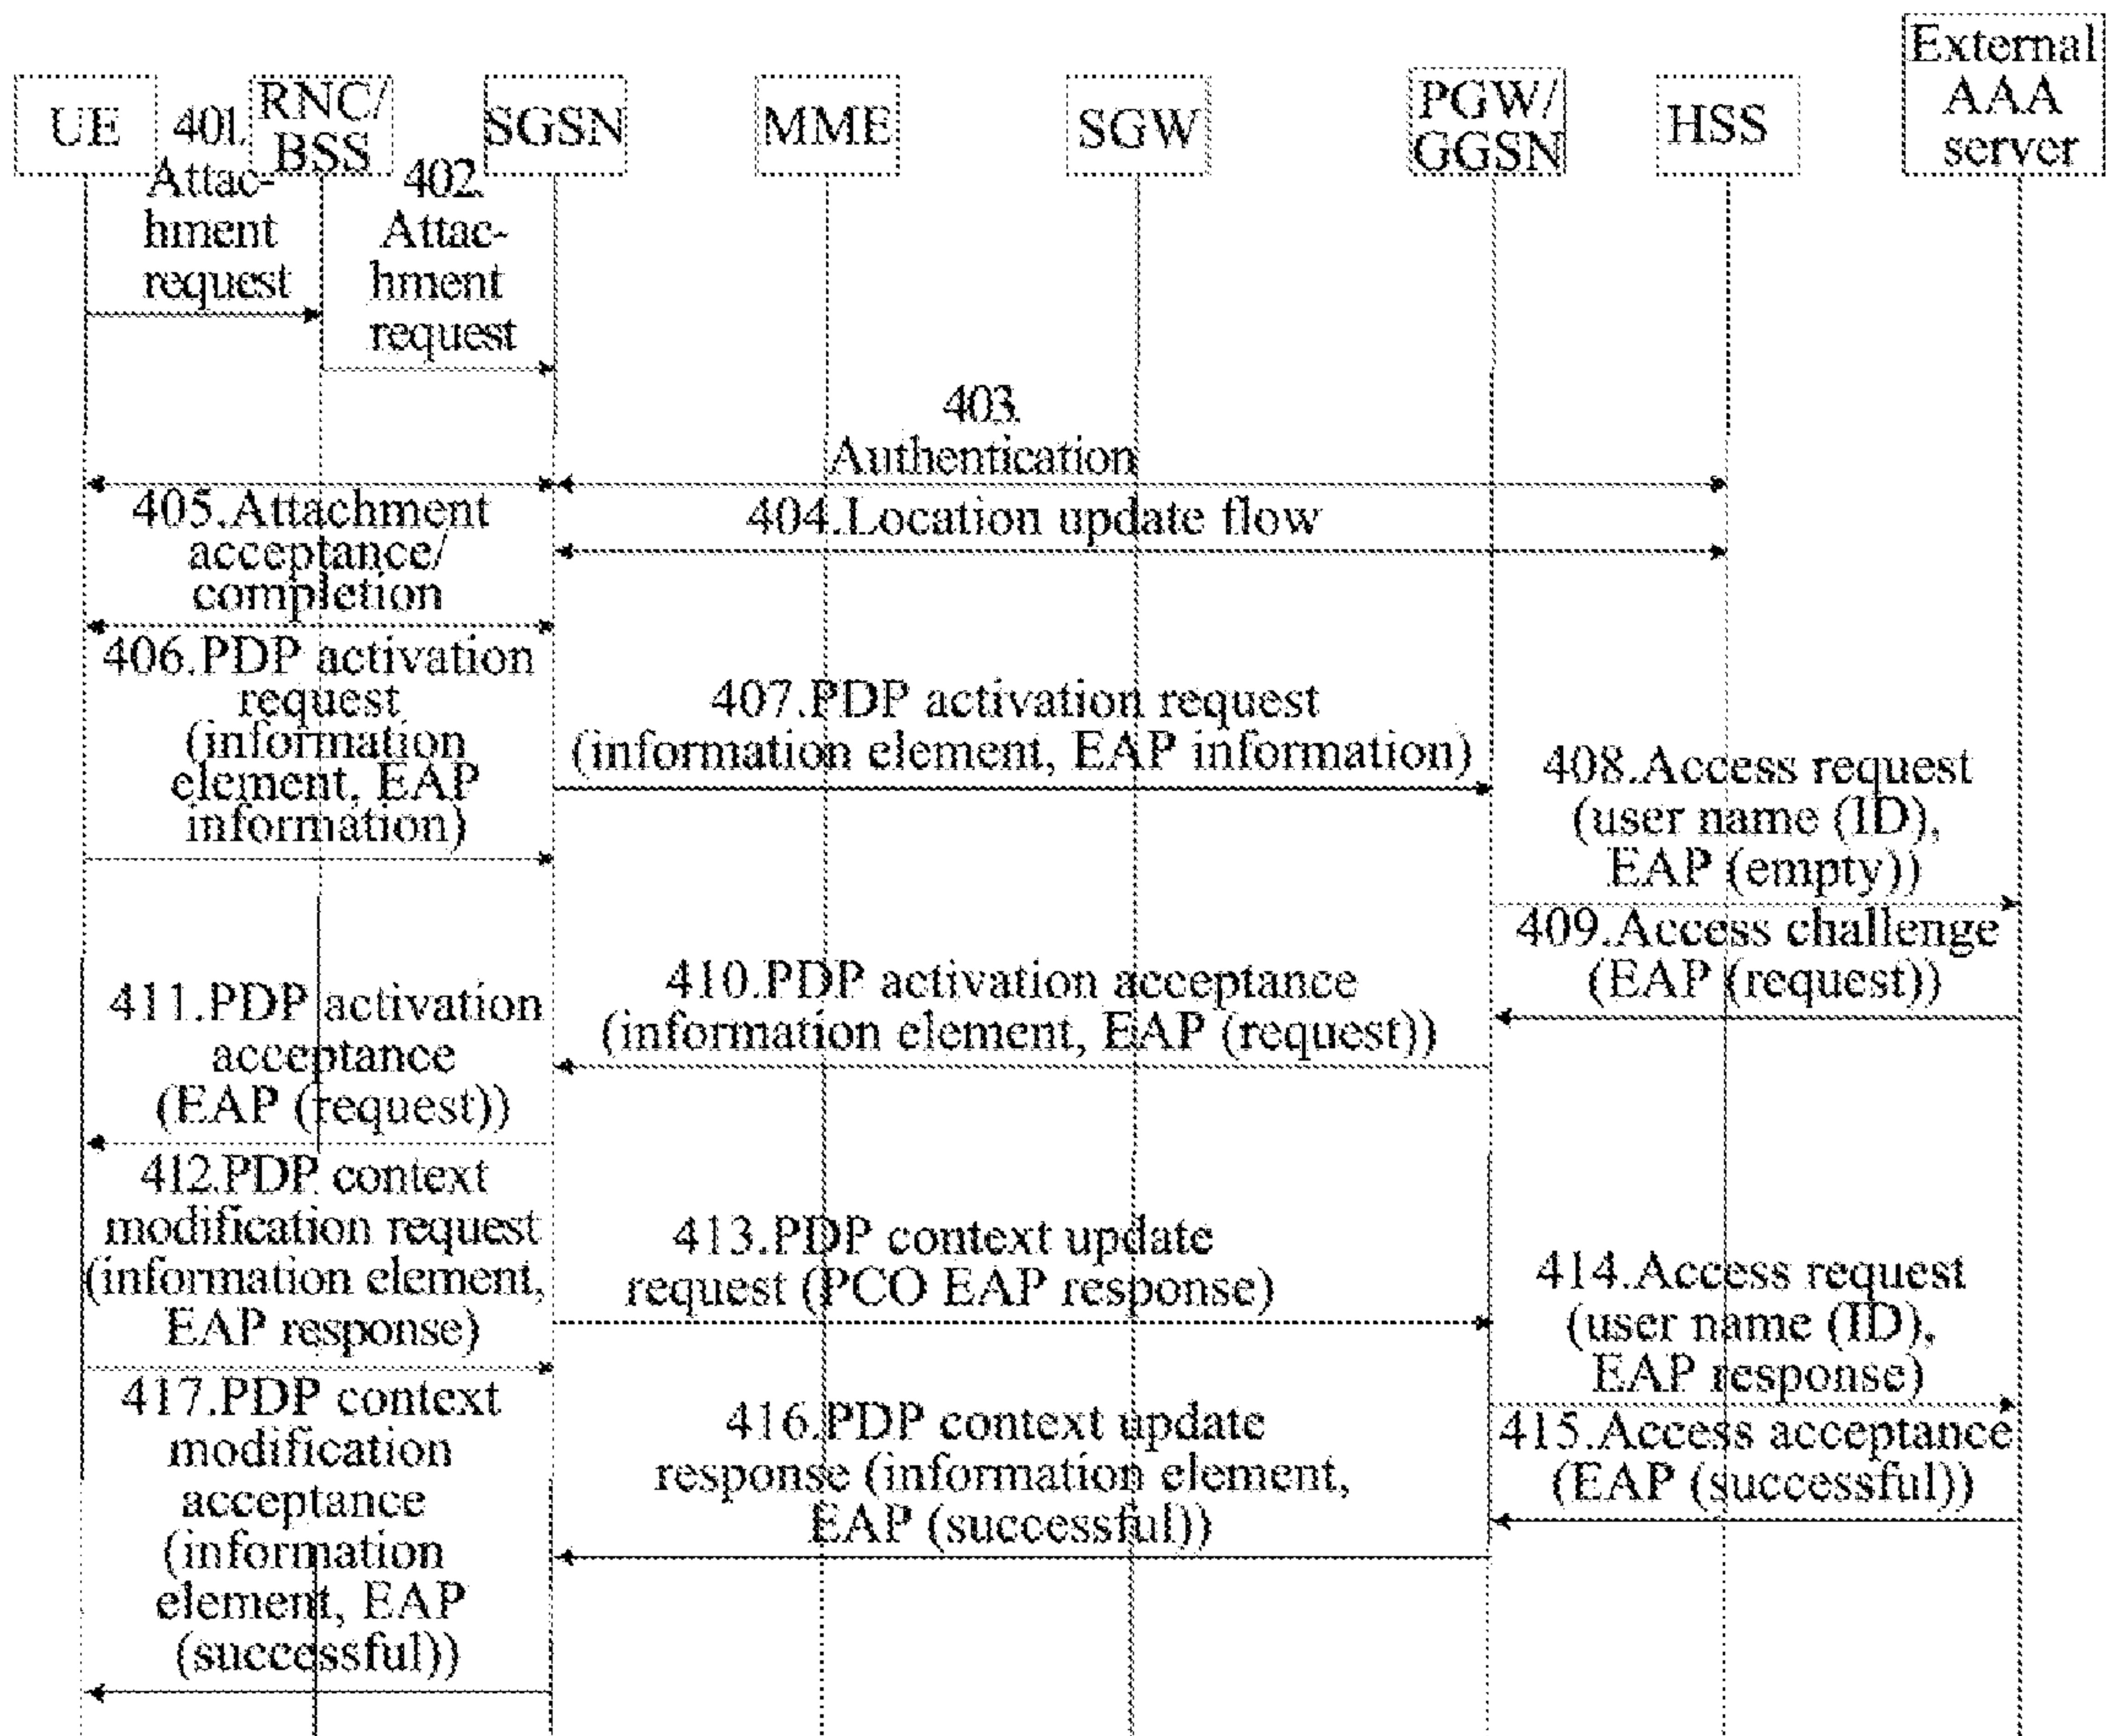 UE
RNC/
BSS
SGSN
MME
SGW
PGW/
GGSN
HSS
External
AAA
server
401.
Attac-
hment
request
402.
Attac-
hment
request
403.
Authentication
404.Location update flow
405.Attachment
acceptance/
completion
406.PDP activation
request
(information
element, EAP
information)
407.PDP activation request
(information element, EAP information)
408.Access request
(user name (ID),
EAP (empty))
409.Access challenge
(EAP (request))
410.PDP activation acceptance
(information element, EAP (request))
411.PDP activation
acceptance
(EAP (request))
412.PDP context
modification request
(information element,
EAP response)
413.PDP context update
request (PCO EAP response)
414.Access request
(user name (ID),
EAP response)
415.Access acceptance
(EAP (successful))
416.PDP context update
response (information element,
EAP (successful))
417.PDP context
modification
acceptance
(information
element, EAP
(successful))